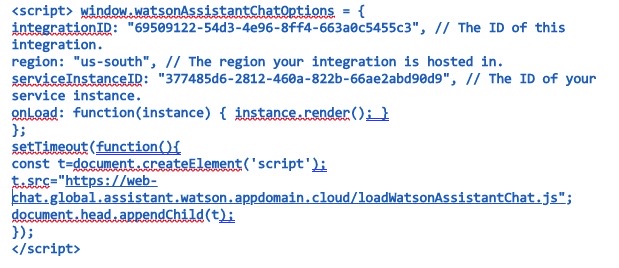 <script> window.watsonAssistantChatOptions = {
integrationID: "69509122-54d3-4e96-8ff4-663a0c5455c3", // The ID of this
integration.
region: "us-south", // The region your integration is hosted in.
serviceInstanceID: "377485d6-2812-460a-822b-66ae2abd90d9", // The ID of your
service instance.
onLoad: function(instance) { instance.render(); }
};
setTimeout(function(){
const t=document.createElement('script');
t.src="https://web-
chat.global.assistant.watson.appdomain.cloud/loadWatsonAssistantChat.js";
document.head.appendChild(t);
});
</script>